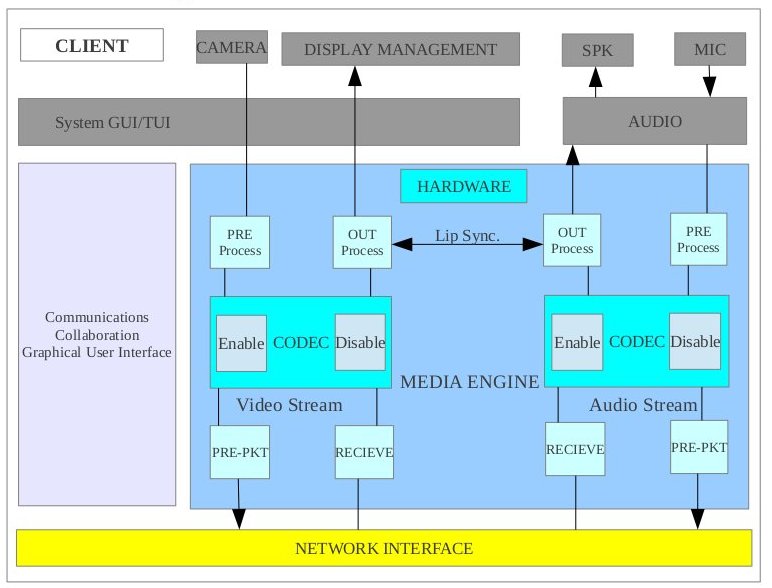 CLIENT
CAMERA
DISPLAY MANAGEMENT
SPK
MIC
System GUI/TUI
AUDIO
HARDWARE
PRE
Process
OUT
Process
Lip Sync.
OUT
Process
PRE
Process
Communications
Collaboration
Graphical User Interface
Enable
CODEC
Disable
Enable
CODEC
Disable
MEDIA ENGINE
Video Stream
Audio Stream
PRE-PKT
RECIEVE
RECIEVE
PRE-PKT
NETWORK INTERFACE